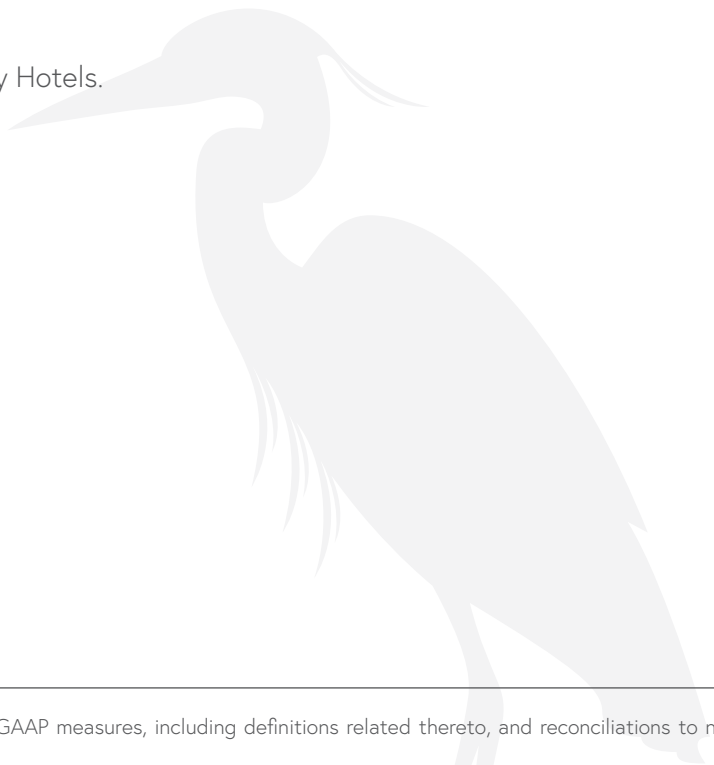 Hotels.
GAAP measures, including definitions related thereto, and reconciliations to